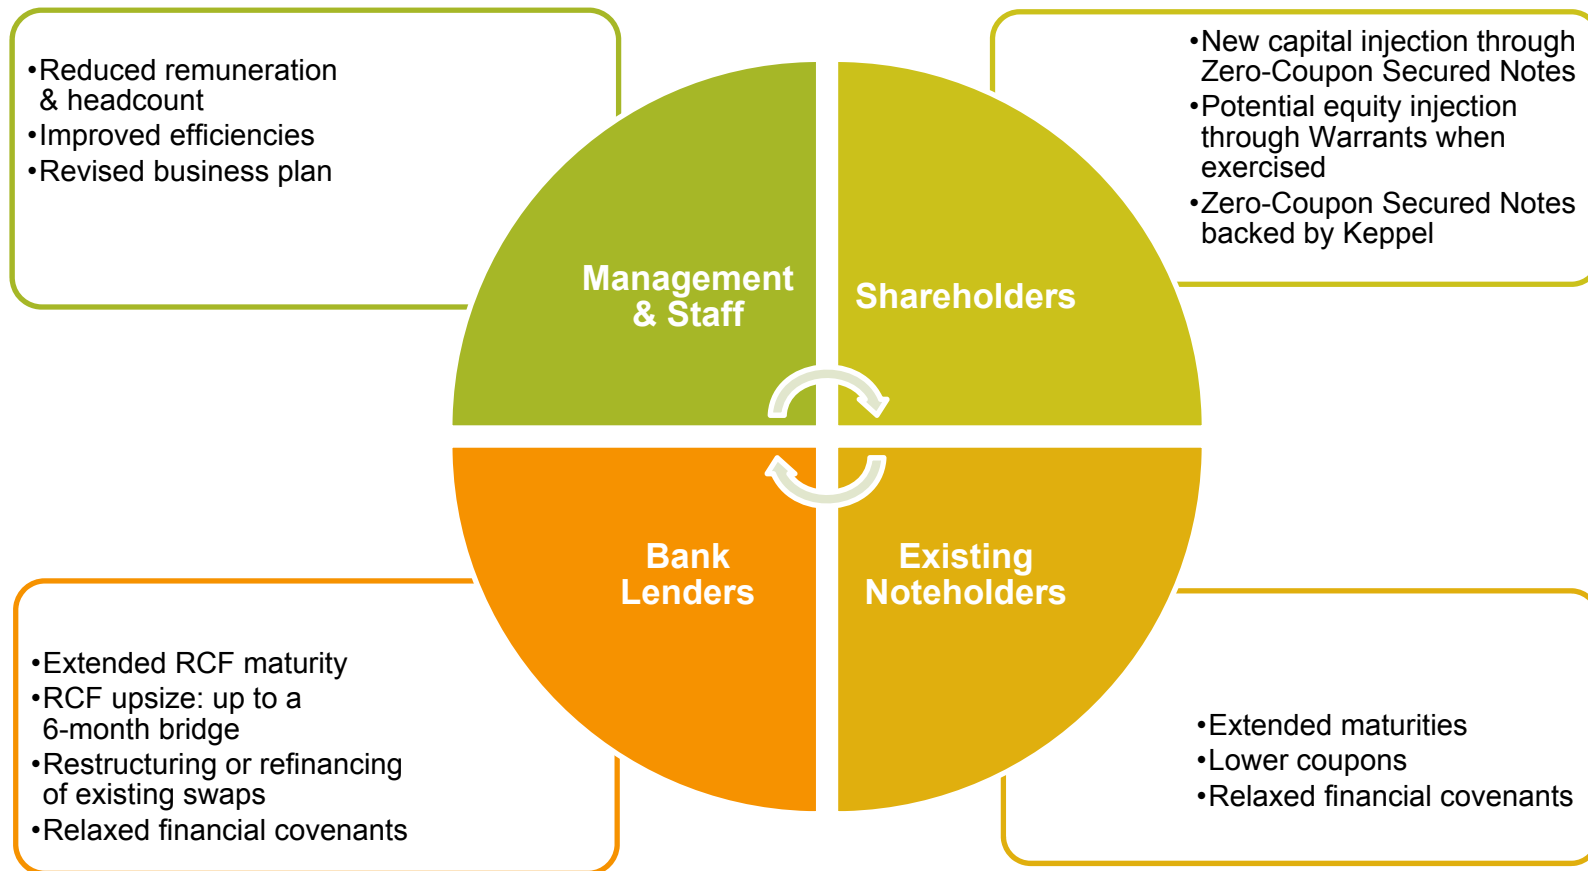 •Reduced remuneration
& headcount
•Improved efficiencies
•Revised business plan
•New capital injection through
Zero-Coupon Secured Notes
•Potential equity injection
through Warrants when
exercised
•Zero-Coupon Secured Notes
backed by Keppel
Management
& Staff
Shareholders
Bank
Lenders
Existing
Noteholders
•Extended RCF maturity
•RCF upsize: up to a
6-month bridge
•Restructuring or refinancing
of existing swaps
•Relaxed financial covenants
•Extended maturities
•Lower coupons
•Relaxed financial covenants